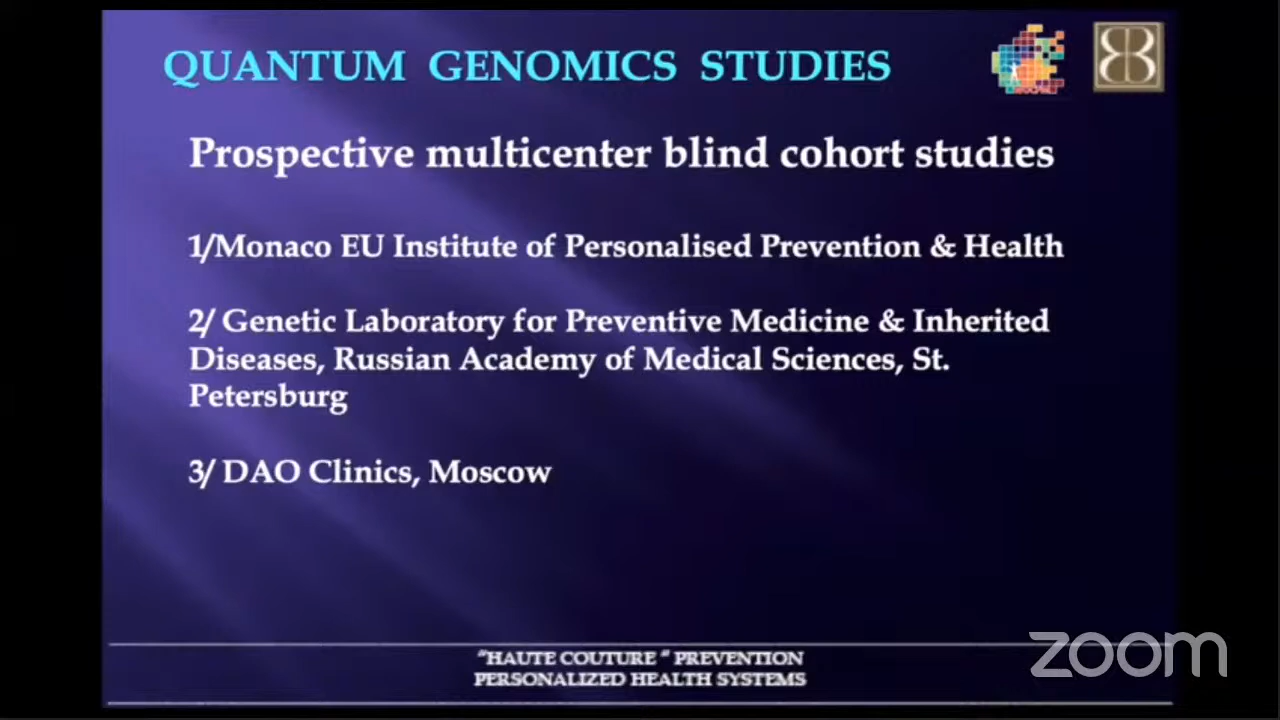 QUANTUM GENOMICS STUDIES
Prospective multicenter blind cohort studies
1/Monaco EU Institute of Personalised Prevention & Health
2/ Genetic Laboratory for Preventive Medicine & Inherited
Diseases, Russian Academy of Medical Sciences, St.
Petersburg
3/ DAO Clinics, Moscow
"HAUTE COUTURE " PREVENTION
PERSONALIZED HEALTH SYSTEMS
zoom